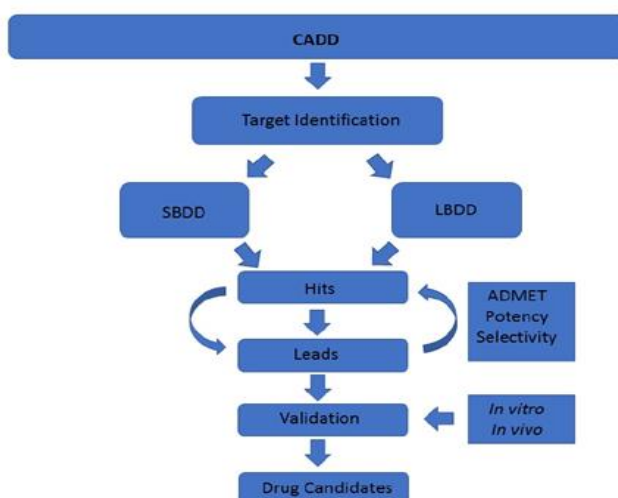 CADD
Target Identification
SBDD
LBDD
Hits
ADMET
Potency
Selectivity
Leads
Validation
In vitro
In vivo
Drug Candidates